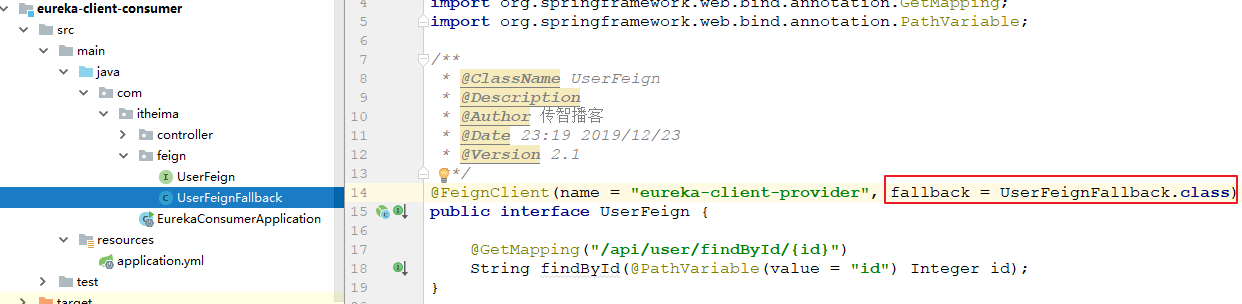 eureka-client-consumer
src
main
java
com
itheima
controller
feign
UserFeign
UserFeignFallback
EurekaConsumerApplication
resources
application.yml
test
target
4 import org.springframework.web.bind.annotation.GetMapping;
5 import org.springframework.web.bind.annotation.PathVariable;
6
7 /**
8 * @ClassName UserFeign
9 * @Description
10 * @Author 传智播客
11 * @Date 23:19 2019/12/23
12 * @Version 2.1
13 */
14 @FeignClient(name = "eureka-client-provider", fallback = UserFeignFallback.class)
15 public interface UserFeign {
16
17 @GetMapping("/api/user/findById/{id}")
18 String findById(@PathVariable(value = "id") Integer id);
19 }